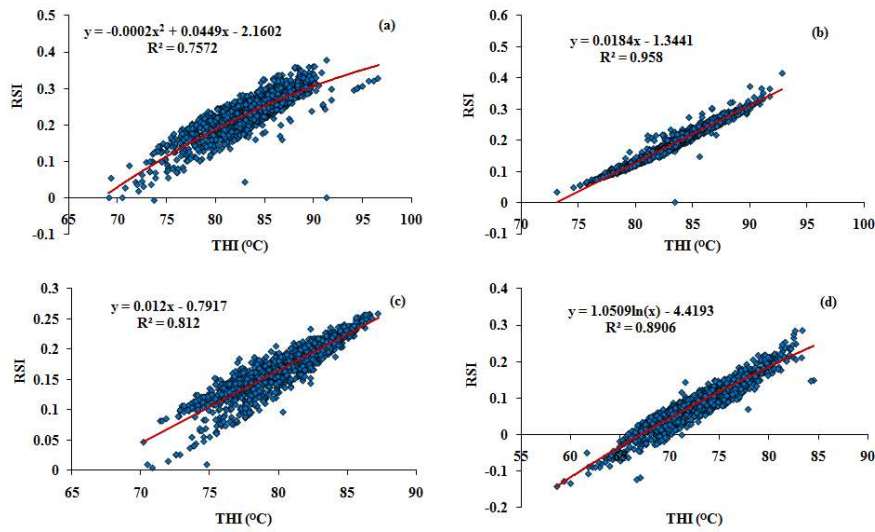 (a)
y = -0.0002x² + 0.0449x - 2.1602
R² = 0.7572
RSI
0.5
0.4
0.3
0.2
0.1
0
-0.1
65 70 75 80 85 90 95 100
THI (ºC)
(b)
y = 0.0184x - 1.3441
R² = 0.958
RSI
0.5
0.4
0.3
0.2
0.1
0
-0.1
70 75 80 85 90 95 100
THI (ºC)
(c)
y = 0.012x - 0.7917
R² = 0.812
RSI
0.3
0.25
0.2
0.15
0.1
0.05
0
65 70 75 80 85 90
THI (ºC)
(d)
y = 1.0509ln(x) - 4.4193
R² = 0.8906
RSI
0.4
0.3
0.2
0.1
0
-0.1
-0.2
55 60 65 70 75 80 85 90
THI (ºC)